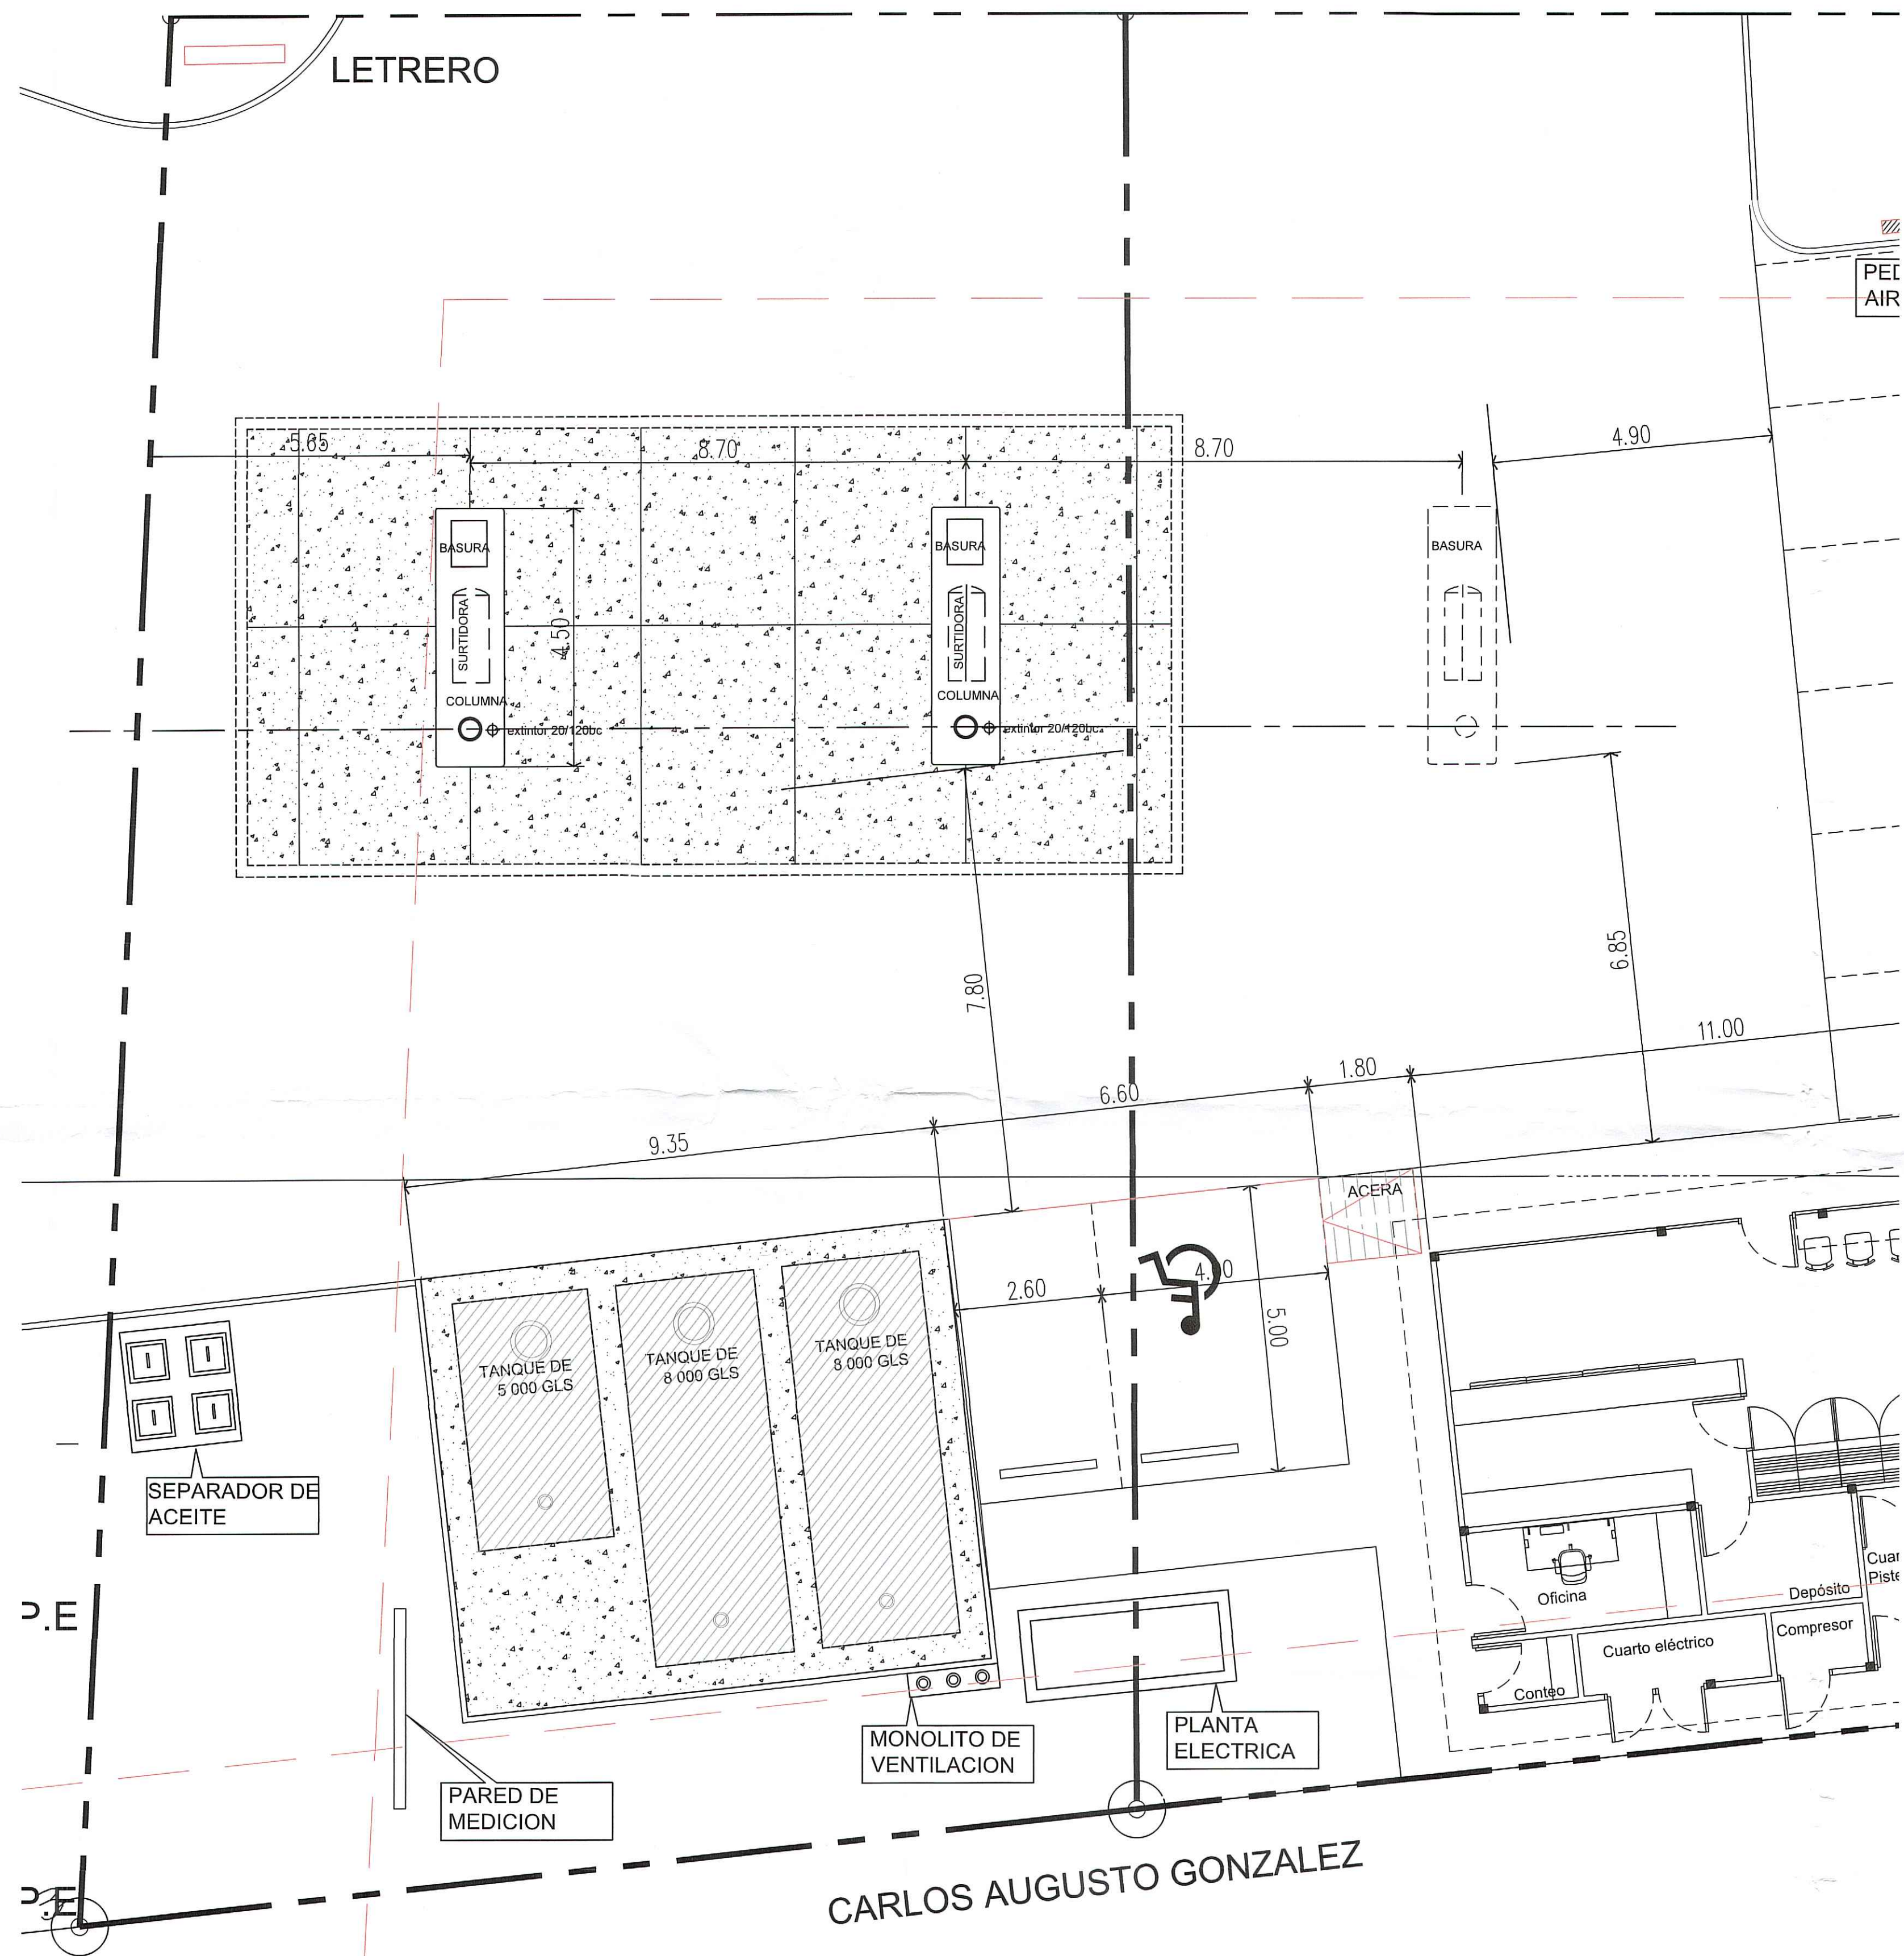 LETRERO
5.65
8.70
8.70
4.90
BASURA
BASURA
BASURA
SURTIDORA
SURTIDORA
4.50
COLUMNA
COLUMNA
extintor 20/120bc
extintor 20/120bc
7.80
6.85
11.00
1.80
6.60
9.35
ACERA
2.60
5.00
TANQUE DE
5 000 GLS
TANQUE DE
8 000 GLS
TANQUE DE
8 000 GLS
SEPARADOR DE
ACEITE
Oficina
Depósito
Cuarto eléctrico
Compresor
Conteo
P.E
MONOLITO DE
VENTILACION
PLANTA
ELECTRICA
PARED DE
MEDICION
CARLOS AUGUSTO GONZALEZ
P.E